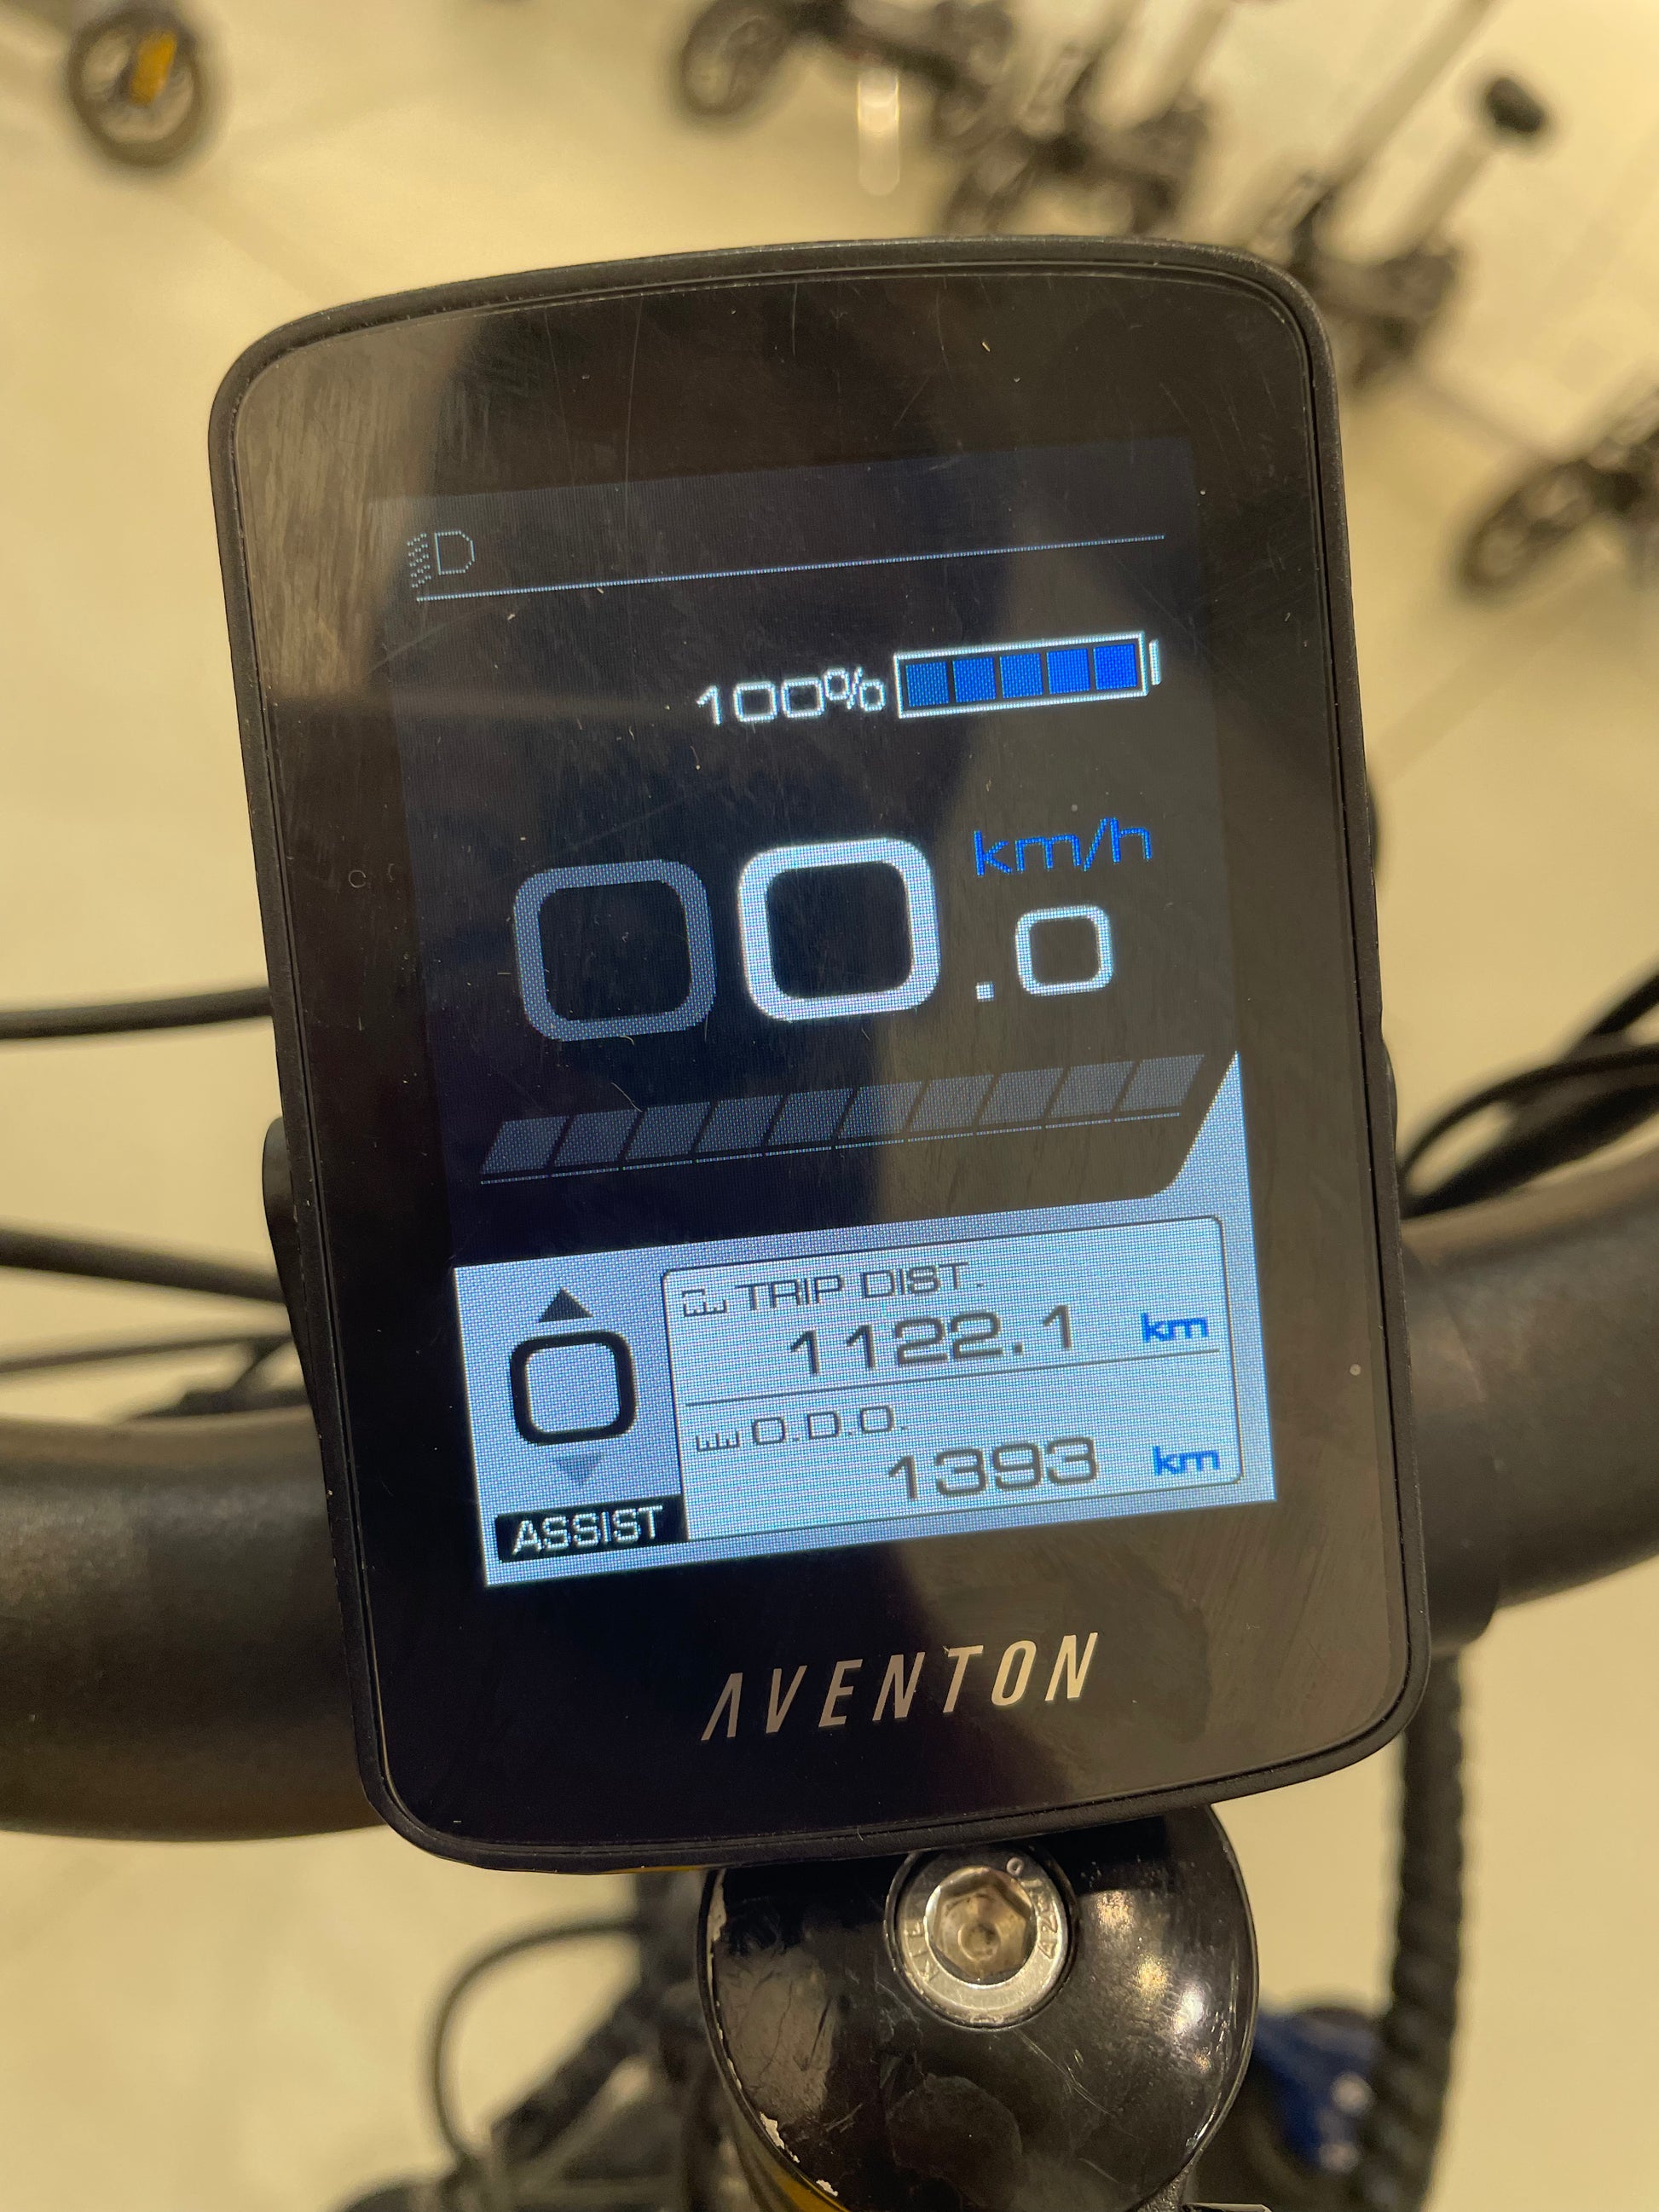 100%
km/h
00.0
TRIP DIST.
1122.1 km
O.D.O.
1393 km
0
ASSIST
AVENTON